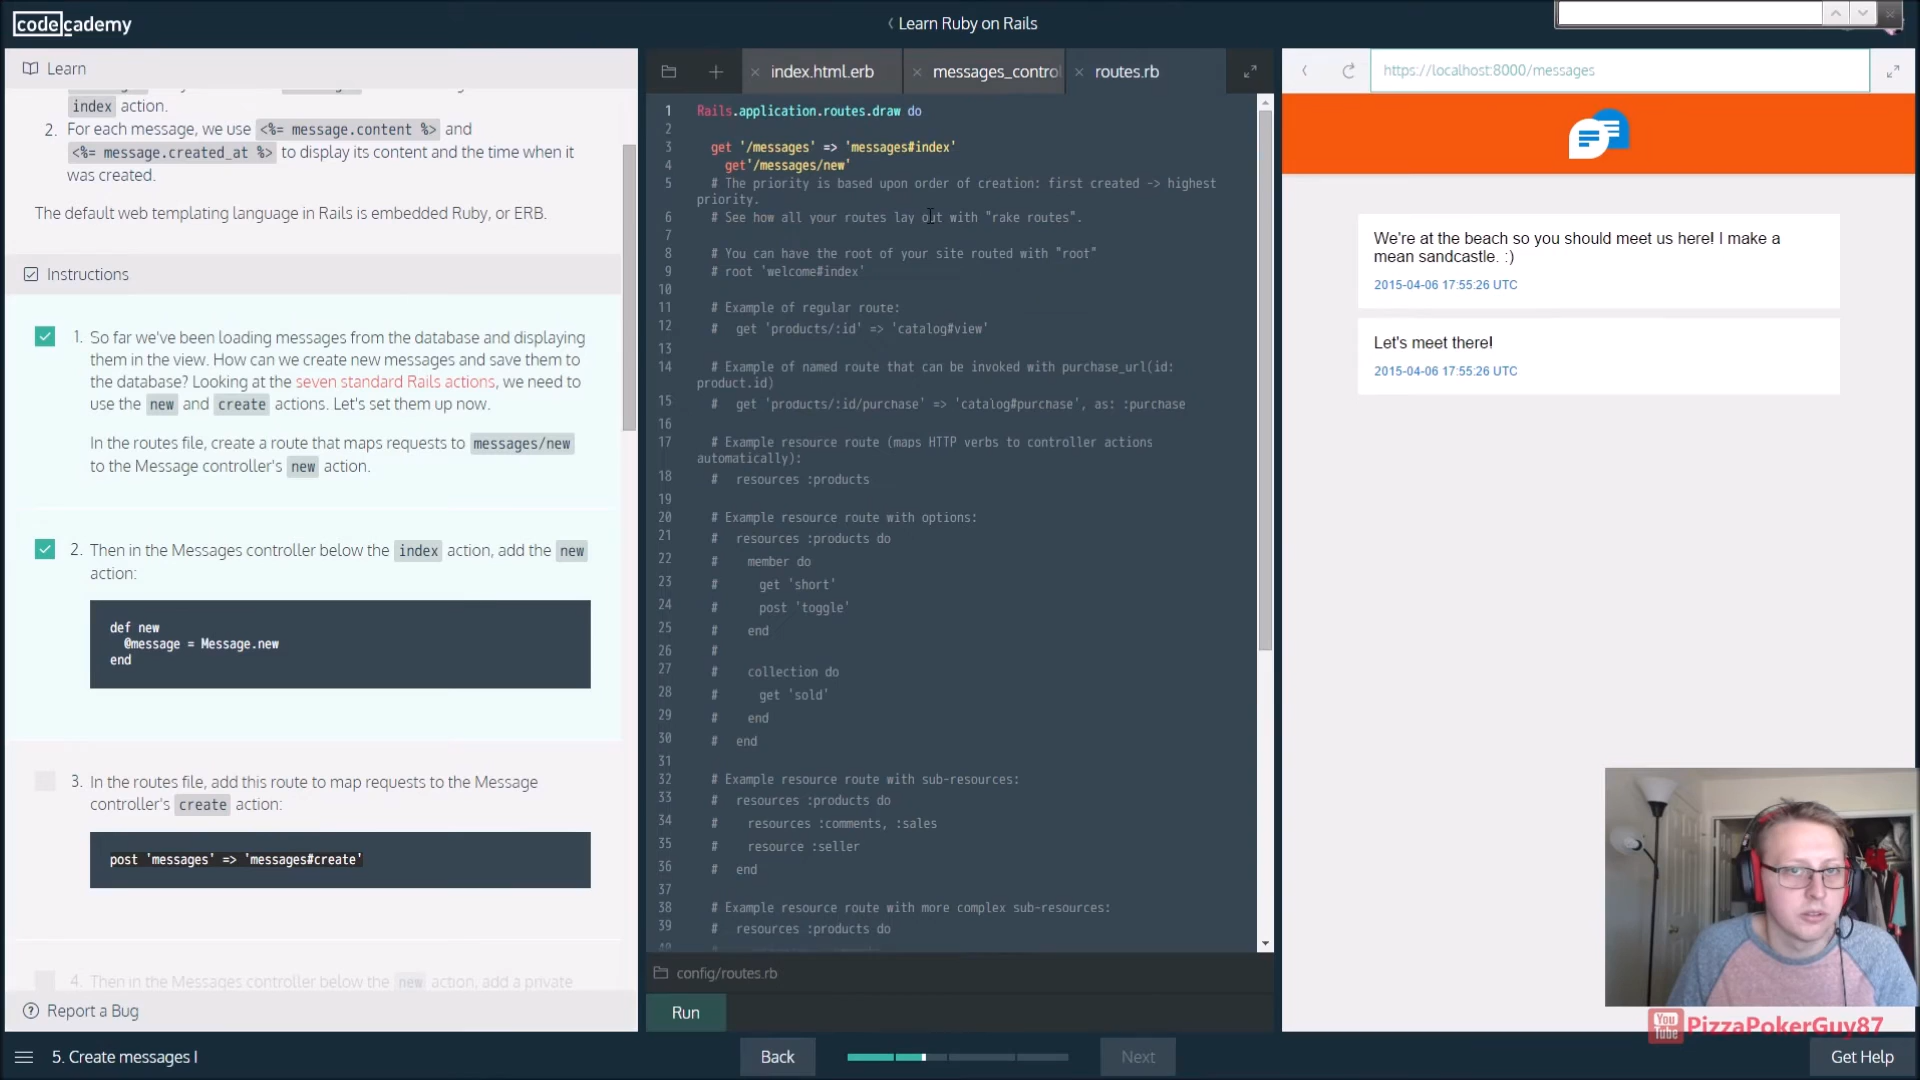 codecademy
Learn Ruby on Rails
Learn
index action.
2. For each message, we use <%= message.content %> and
<%= message.created_at %> to display its content and the time when it
was created.
The default web templating language in Rails is embedded Ruby, or ERB.
Instructions
1. So far we've been loading messages from the database and displaying
them in the view. How can we create new messages and save them to
the database? Looking at the seven standard Rails actions, we need to
use the new and create actions. Let's set them up now.
In the routes file, create a route that maps requests to messages/new
to the Message controller's new action.
2. Then in the Messages controller below the index action, add the new
action:
def new
@message = Message.new
end
3. In the routes file, add this route to map requests to the Message
controller's create action:
post 'messages' => 'messages#create'
4. Then in the Messages controller below the new action, add a private
Report a Bug
index.html.erb
messages_contro
routes.rb
1 Rails.application.routes.draw do
2
3 get '/messages' => 'messages#index'
4 get'/messages/new'
5 # The priority is based upon order of creation: first created -> highest
priority.
6 # See how all your routes lay out with "rake routes".
7
8 # You can have the root of your site routed with "root"
9 # root 'welcome#index'
10
11 # Example of regular route:
12 # get 'products/:id' => 'catalog#view'
13
14 # Example of named route that can be invoked with purchase_url(id:
product.id)
15 # get 'products/:id/purchase' => 'catalog#purchase', as: :purchase
16
17 # Example resource route (maps HTTP verbs to controller actions
automatically):
18 # resources :products
19
20 # Example resource route with options:
21 # resources :products do
22 # member do
23 # get 'short'
24 # post 'toggle'
25 # end
26 #
27 # collection do
28 # get 'sold'
29 # end
30 # end
31
32 # Example resource route with sub-resources:
33 # resources :products do
34 # resources :comments, :sales
35 # resource :seller
36 # end
37
38 # Example resource route with more complex sub-resources:
39 # resources :products do
config/routes.rb
Run
https://localhost:8000/messages
We're at the beach so you should meet us here! I make a
mean sandcastle. :)
2015-04-06 17:55:26 UTC
Let's meet there!
2015-04-06 17:55:26 UTC
You Tube PizzaPokerGuy87
5. Create messages I
Back
Next
Get Help